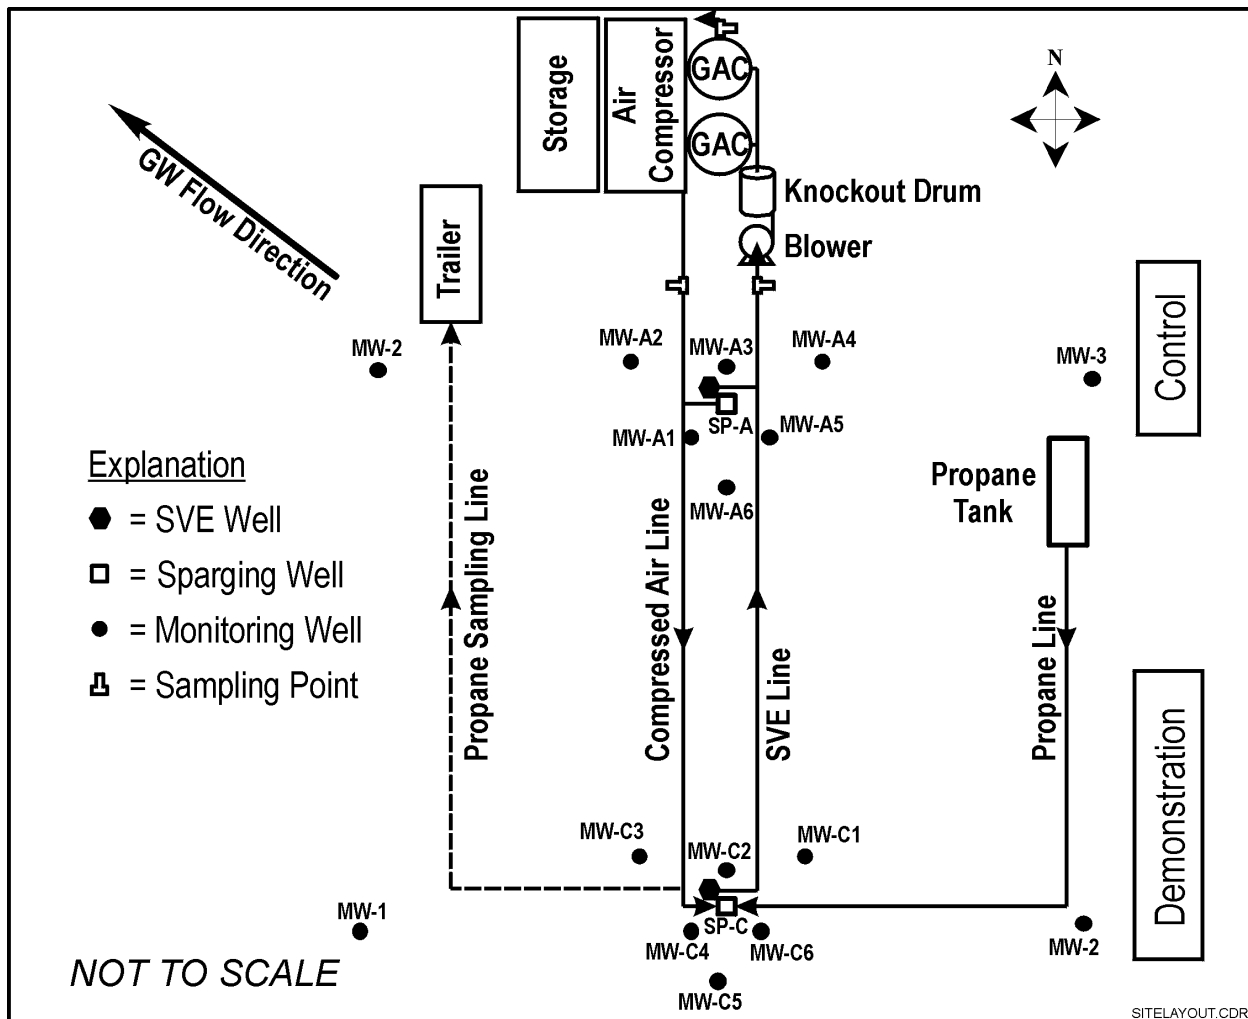 N
Storage
Air
Compressor
GAC
GAC
GW Flow Direction
Knockout Drum
Blower
Trailer
MW-2
MW-A2
MW-A3
MW-A4
MW-3
Control
SP-A
MW-A1
MW-A5
MW-A6
Explanation
= SVE Well
= Sparging Well
= Monitoring Well
= Sampling Point
Propane Sampling Line
Compressed Air Line
SVE Line
Propane
Tank
Propane Line
Demonstration
MW-C3
MW-C2
MW-C1
MW-1
SP-C
MW-C4
MW-C6
MW-2
MW-C5
NOT TO SCALE
SITELAYOUT.CDR